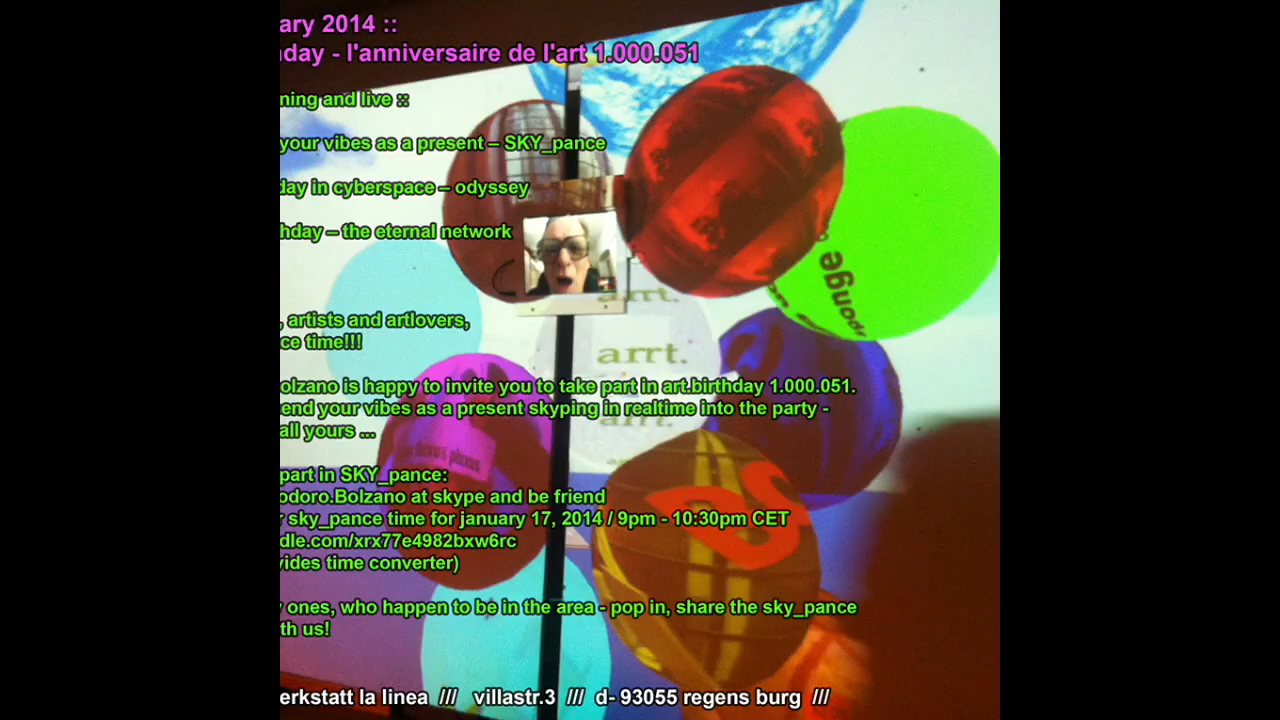 ary 2014 ::
day - l'anniversaire de l'art 1.000.051
ning and live ::
your vibes as a present – SKY_pance
day in cyberspace – odyssey
hday – the eternal network
arrt.
ponge
arrt.
, artists and artlovers,
ce time!!!
arrt.
olzano is happy to invite you to take part in art.birthday 1.000.051.
end your vibes as a present skyping in realtime into the party -
all yours ...
part in SKY_pance:
odoro.Bolzano at skype and be friend
r sky_pance time for january 17, 2014 / 9pm - 10:30pm CET
dle.com/xrx77e4982bxw6rc
vides time converter)
y ones, who happen to be in the area - pop in, share the sky_pance
th us!
erkstatt la linea /// villastr.3 /// d- 93055 regens burg ///